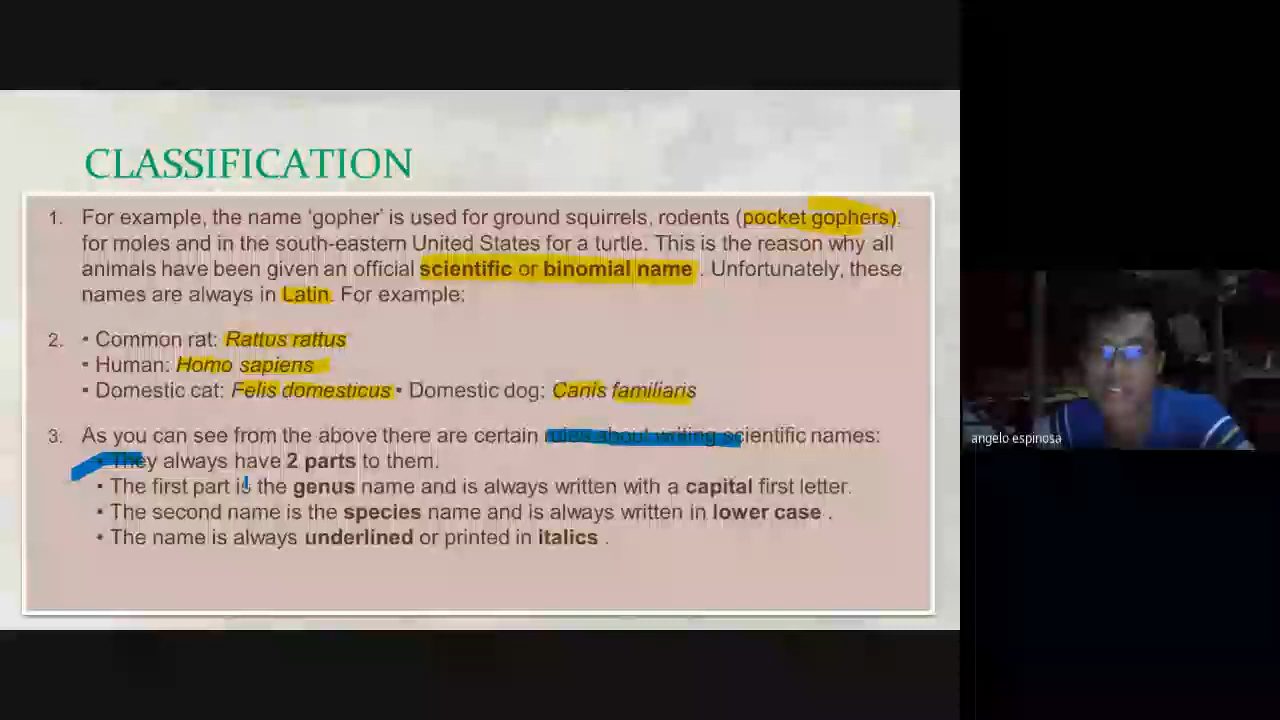 CLASSIFICATION
1. For example, the name ‘gopher’ is used for ground squirrels, rodents (pocket gophers),
for moles and in the south-eastern United States for a turtle. This is the reason why all
animals have been given an official scientific or binomial name . Unfortunately, these
names are always in Latin. For example:
2. • Common rat: Rattus rattus
• Human: Homo sapiens
• Domestic cat: Felis domesticus • Domestic dog: Canis familiaris
3. As you can see from the above there are certain rules about writing scientific names:
• They always have 2 parts to them.
• The first part is the genus name and is always written with a capital first letter.
• The second name is the species name and is always written in lower case .
• The name is always underlined or printed in italics .
angelo espinosa